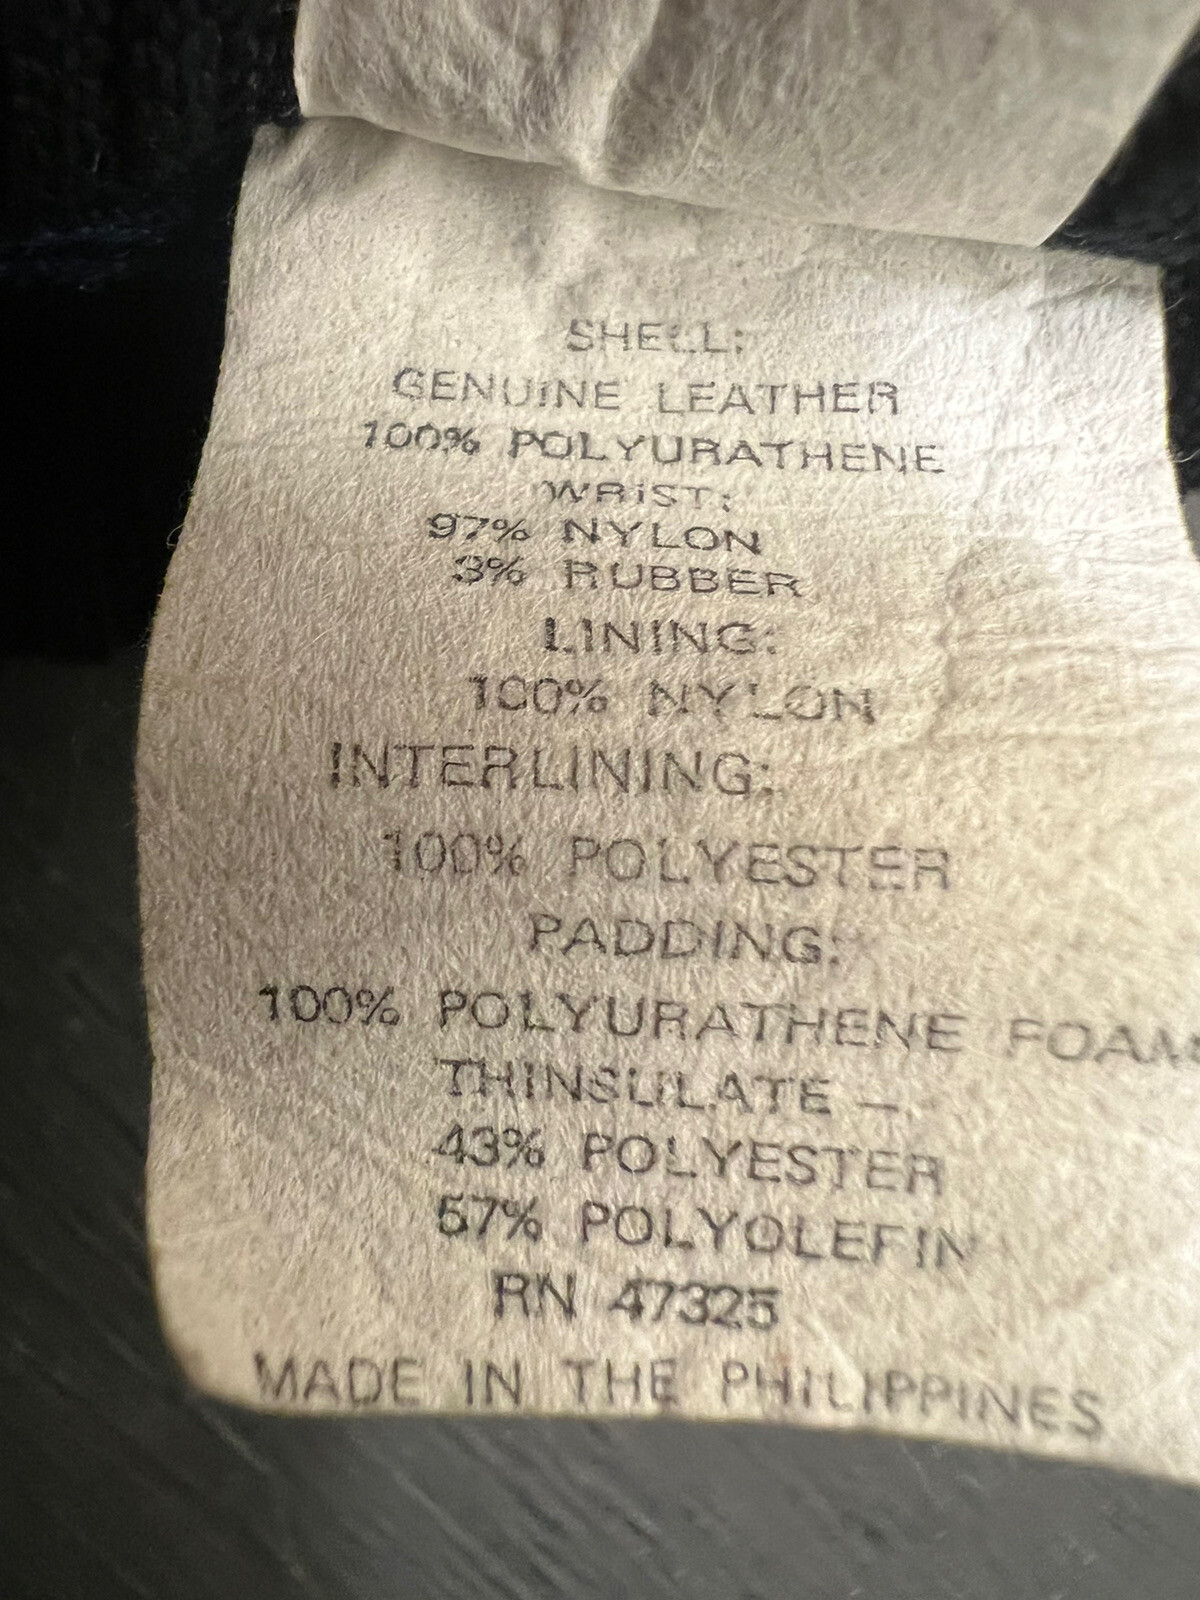 SHELL:
GENUINE LEATHER
100% POLYURATHENE
WRIST:
97% NYLON
3% RUBBER
LINING:
100% NYLON
INTERLINING:
100% POLYESTER
PADDING:
100% POLYURATHENE FOAM
THINSULATE –
43% POLYESTER
57% POLYOLEFIN
RN 47325
MADE IN THE PHILIPPINES